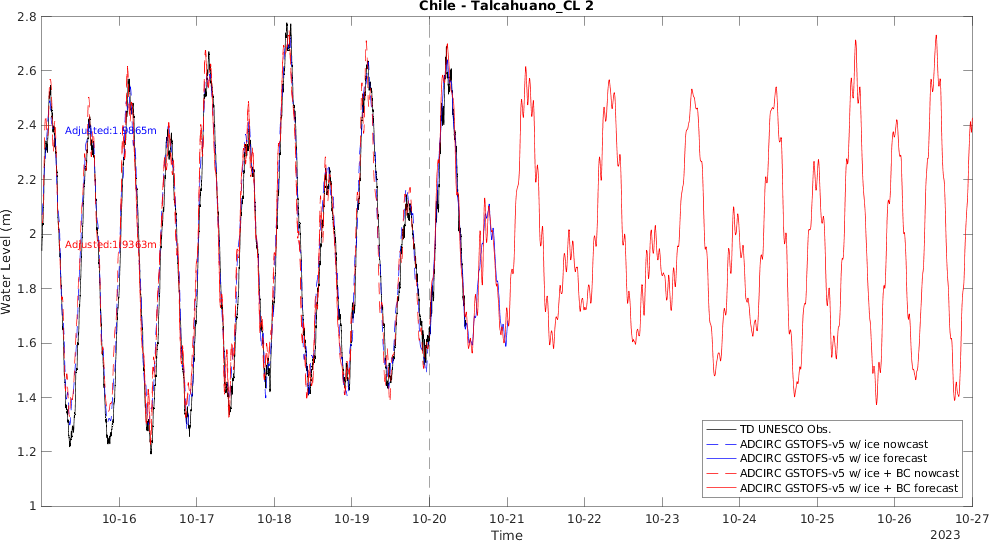 Chile - Talcahuano_CL 2
2.8
2.6
2.4
2.2
2
1.8
1.6
1.4
1.2
1
Water Level (m)
Adjusted:1.9865m
Adjusted:1.9363m
TD UNESCO Obs.
ADCIRC GSTOFS-v5 w/ ice nowcast
ADCIRC GSTOFS-v5 w/ ice forecast
ADCIRC GSTOFS-v5 w/ ice + BC nowcast
ADCIRC GSTOFS-v5 w/ ice + BC forecast
10-16 10-17 10-18 10-19 10-20 10-21 10-22 10-23 10-24 10-25 10-26 10-27
Time
2023